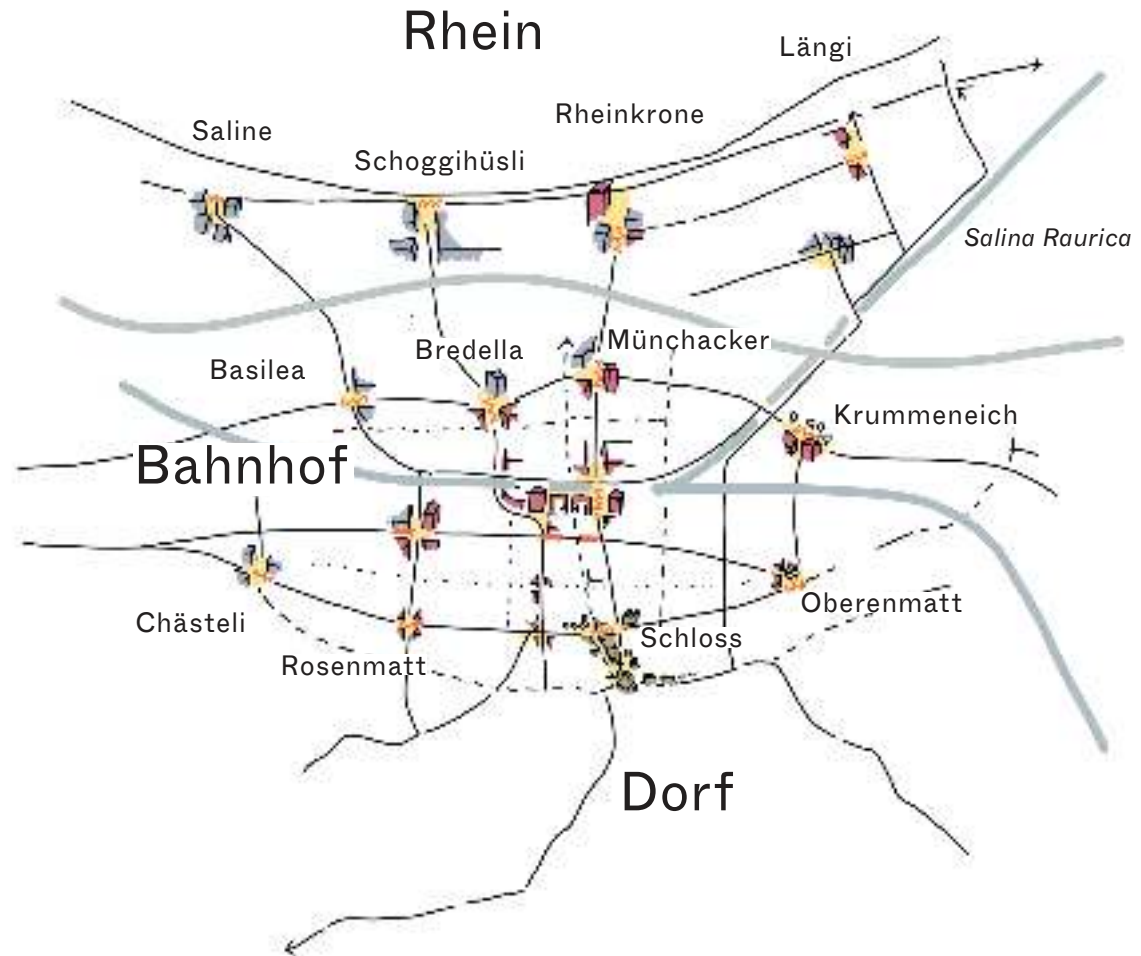 Rhein
Längi
Rheinkrone
Saline
Schoggihüsli
Salina Raurica
Münchacker
Bredella
Basilea
Krummeneich
Bahnhof
Oberenmatt
Chästeli
Schloss
Rosenmatt
Dorf